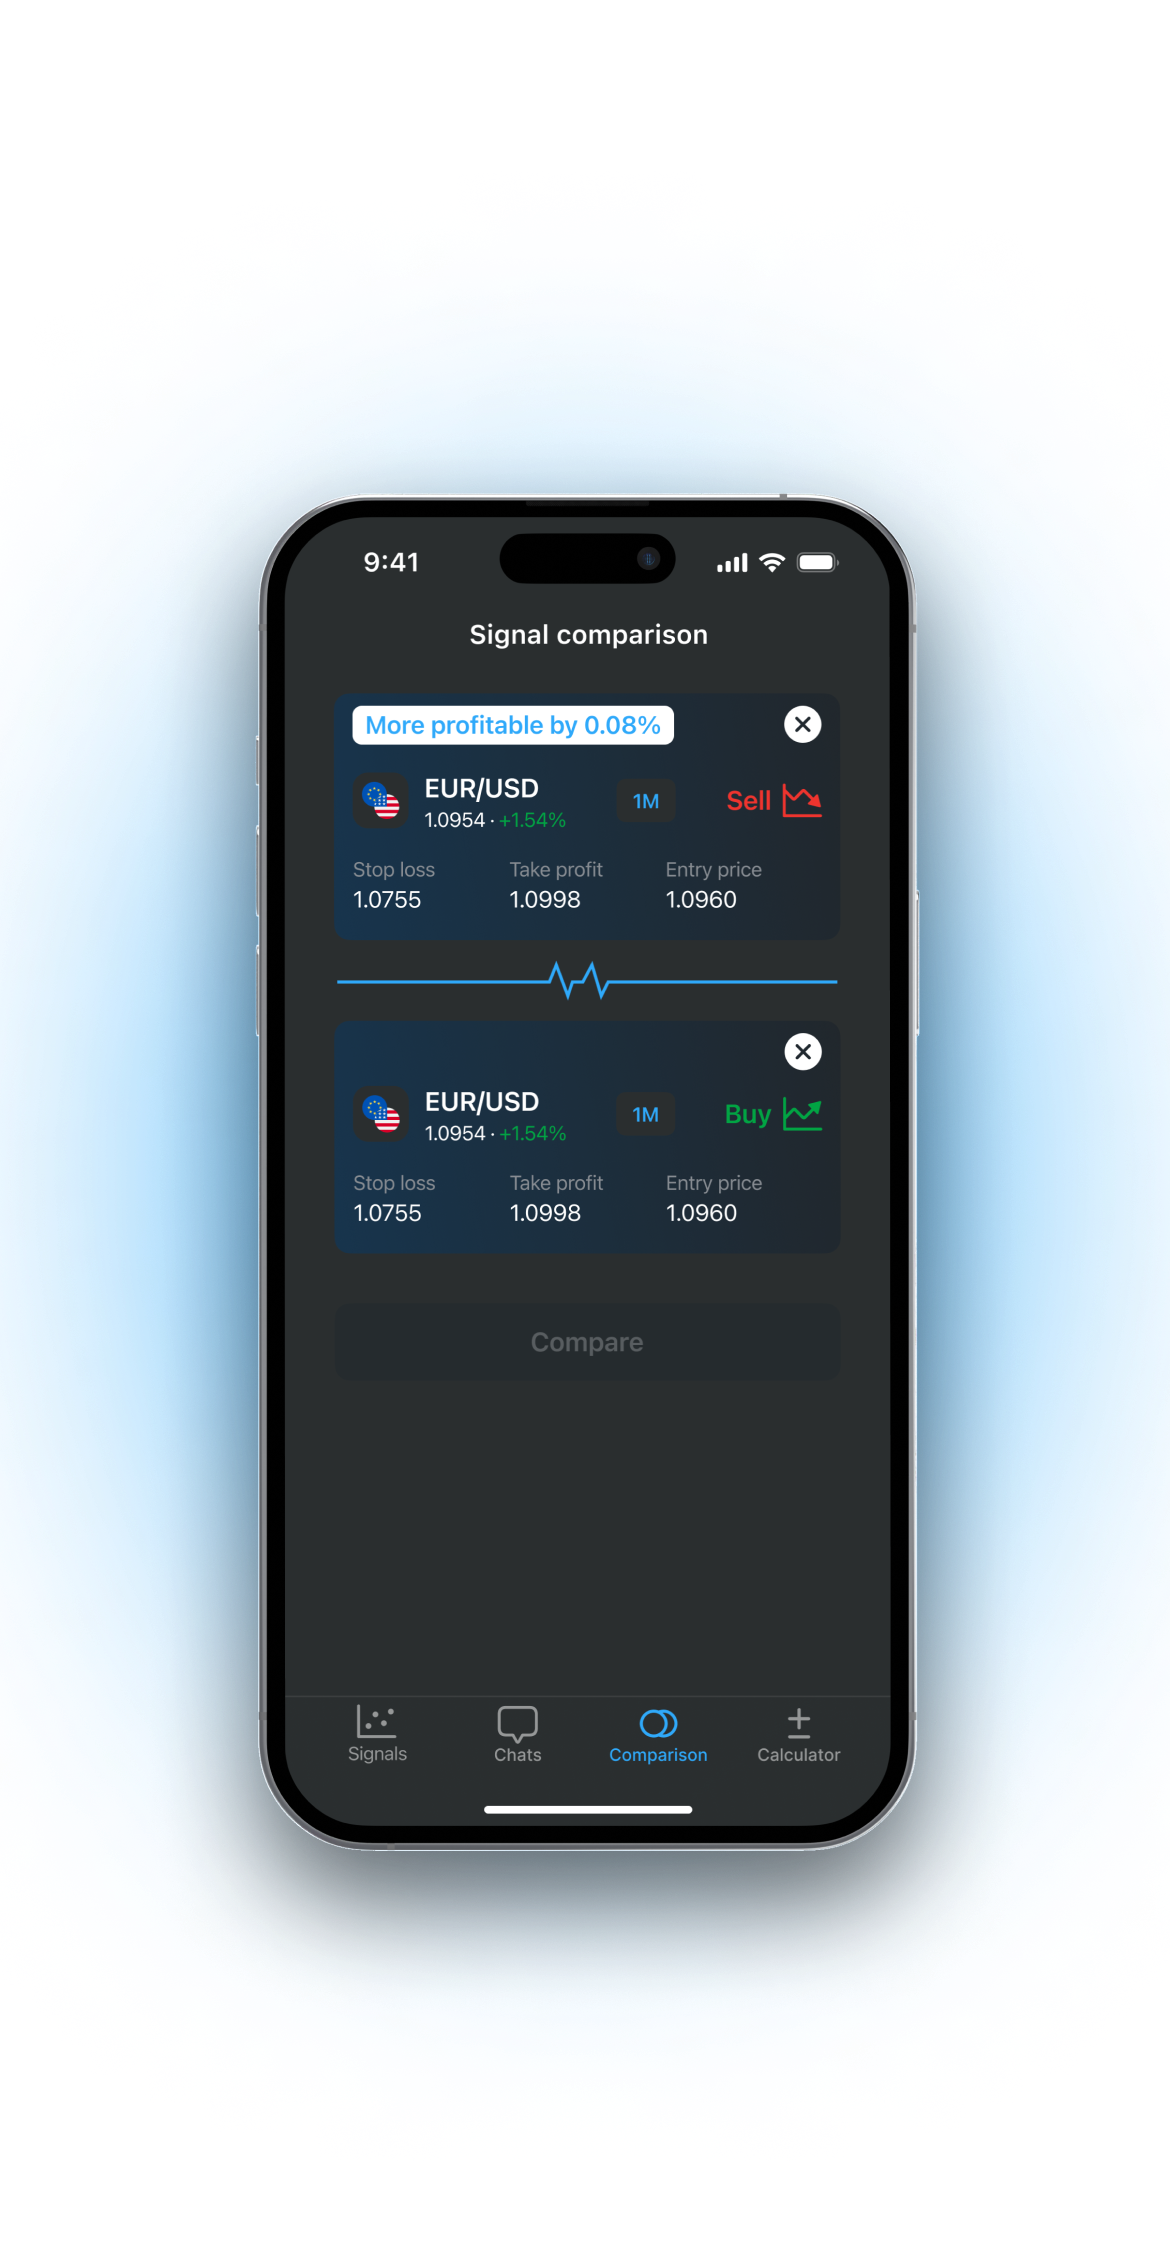 9:41
Signal comparison
More profitable by 0.08%
EUR/USD
1.0954 · +1.54%
1M
Sell
Stop loss Take profit Entry price
1.0755 1.0998 1.0960
EUR/USD
1.0954 · +1.54%
1M
Buy
Stop loss Take profit Entry price
1.0755 1.0998 1.0960
Compare
Signals Chats Comparison Calculator